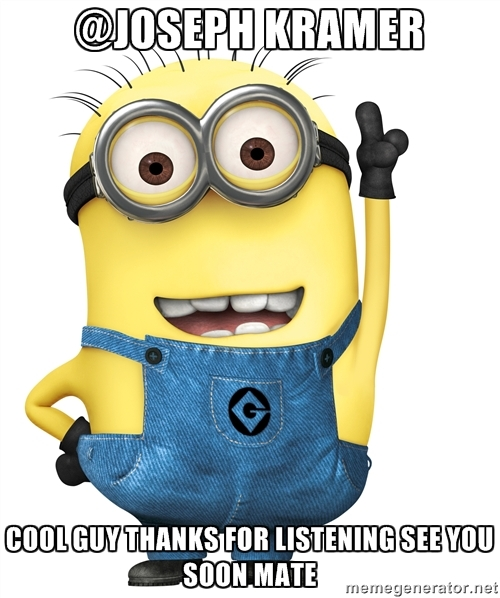 @JOSEPH KRAMER
G
COOL GUY THANKS FOR LISTENING SEE YOU
SOON MATE
memegenerator.net